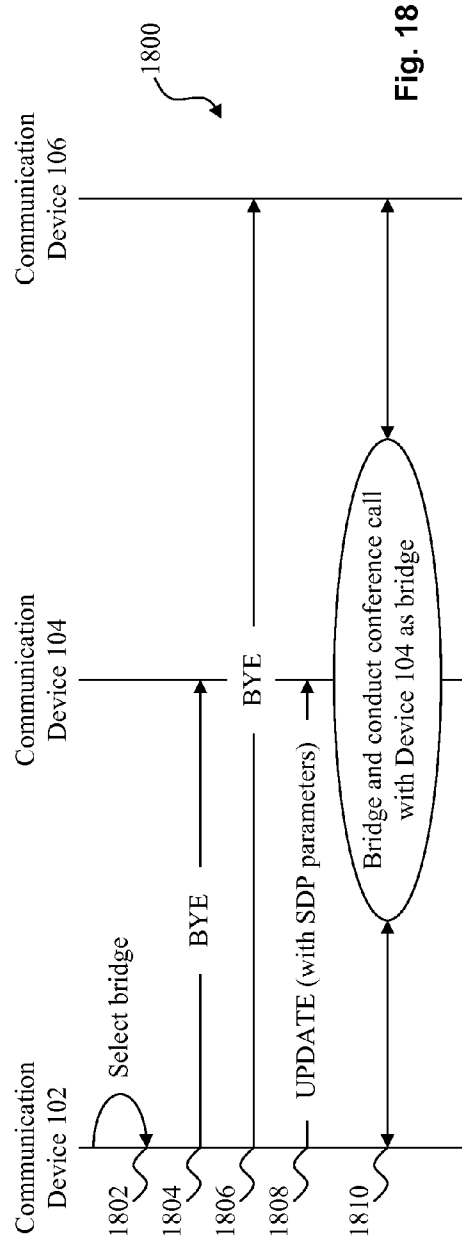 Communication
Device 102
Communication
Device 104
Communication
Device 106
1800
Select bridge
1802
BYE
1804
BYE
1806
UPDATE (with SDP parameters)
1808
Bridge and conduct conference call
with Device 104 as bridge
1810
Fig. 18